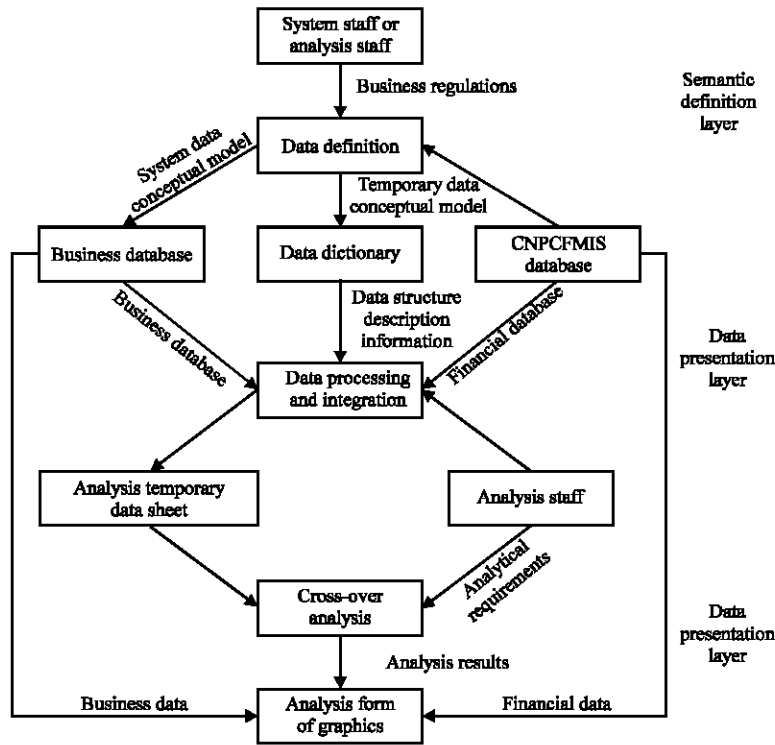 System staff or
analysis staff
Business regulations
Semantic
definition
layer
Data definition
System data
conceptual model
Temporary data
conceptual model
Business database
Data dictionary
CNPCFMIS
database
Business database
Data structure
description
information
Financial database
Data
presentation
layer
Data processing
and integration
Analysis temporary
data sheet
Analysis staff
Cross-over
analysis
Analytical
requirements
Data
presentation
layer
Analysis results
Business data
Analysis form
of graphics
Financial data